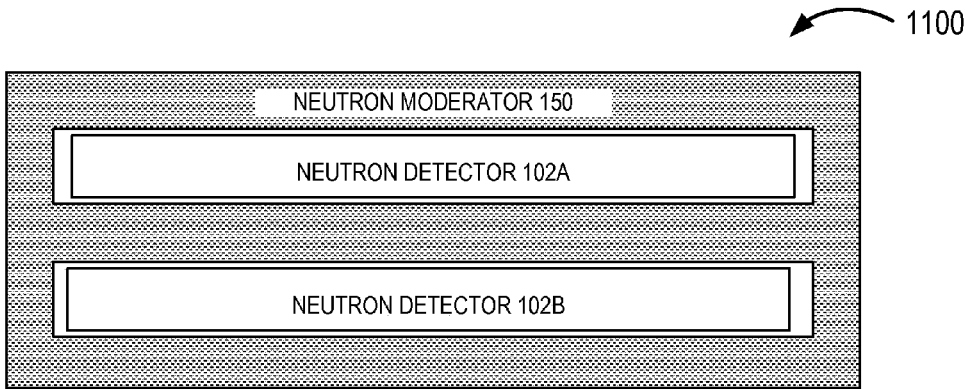 1100
NEUTRON MODERATOR 150
NEUTRON DETECTOR 102A
NEUTRON DETECTOR 102B